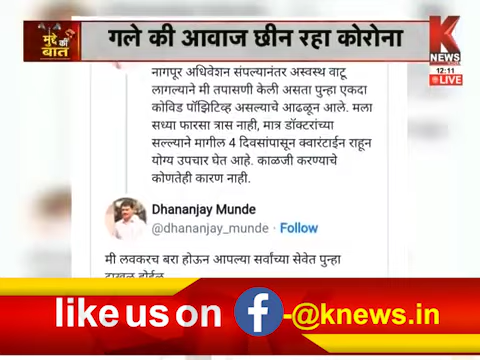 मुद्दे की
बात
गले की आवाज छीन रहा कोरोना
K
NEWS
12:11
LIVE
नागपूर अधिवेशन संपल्यानंतर अस्वस्थ वाटू
लागल्याने मी तपासणी केली असता पुन्हा एकदा
कोविड पॉझिटिव्ह असल्याचे आढळून आले. मला
सध्या फारसा त्रास नाही, मात्र डॉक्टरांच्या
सल्ल्याने मागील 4 दिवसांपासून क्वारंटाईन राहून
योग्य उपचार घेत आहे. काळजी करण्याचे
कोणतेही कारण नाही.
Dhananjay Munde
@dhananjay_munde · Follow
मी लवकरच बरा होऊन आपल्या सर्वांच्या सेवेत पुन्हा
दाखल होईल
like us on f -@knews.in